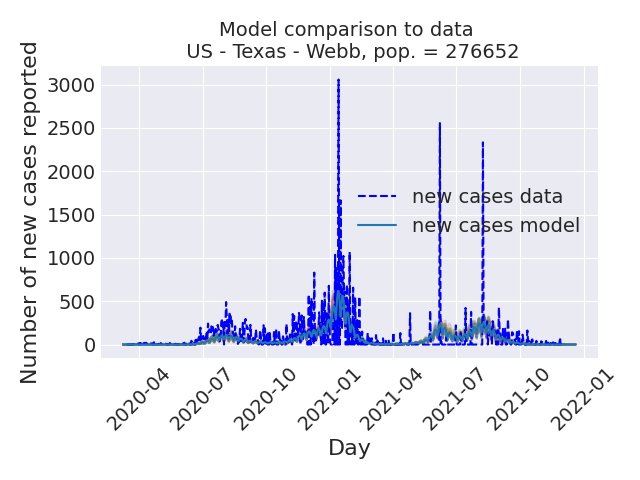 Model comparison to data
US - Texas - Webb, pop. = 276652
Number of new cases reported
3000
2500
2000
1500
1000
500
0
new cases data
new cases model
2020-04
2020-07
2020-10
2021-01
2021-04
2021-07
2021-10
2022-01
Day